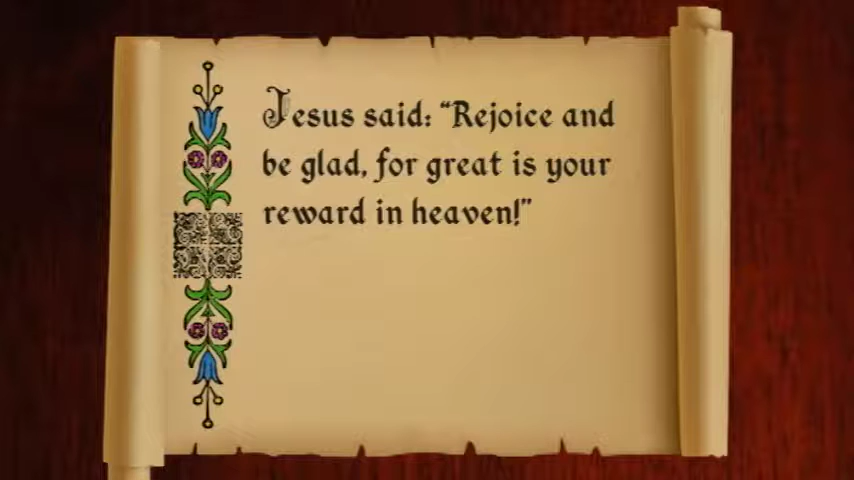 Jesus said: “Rejoice and
be glad, for great is your
reward in heaven!”